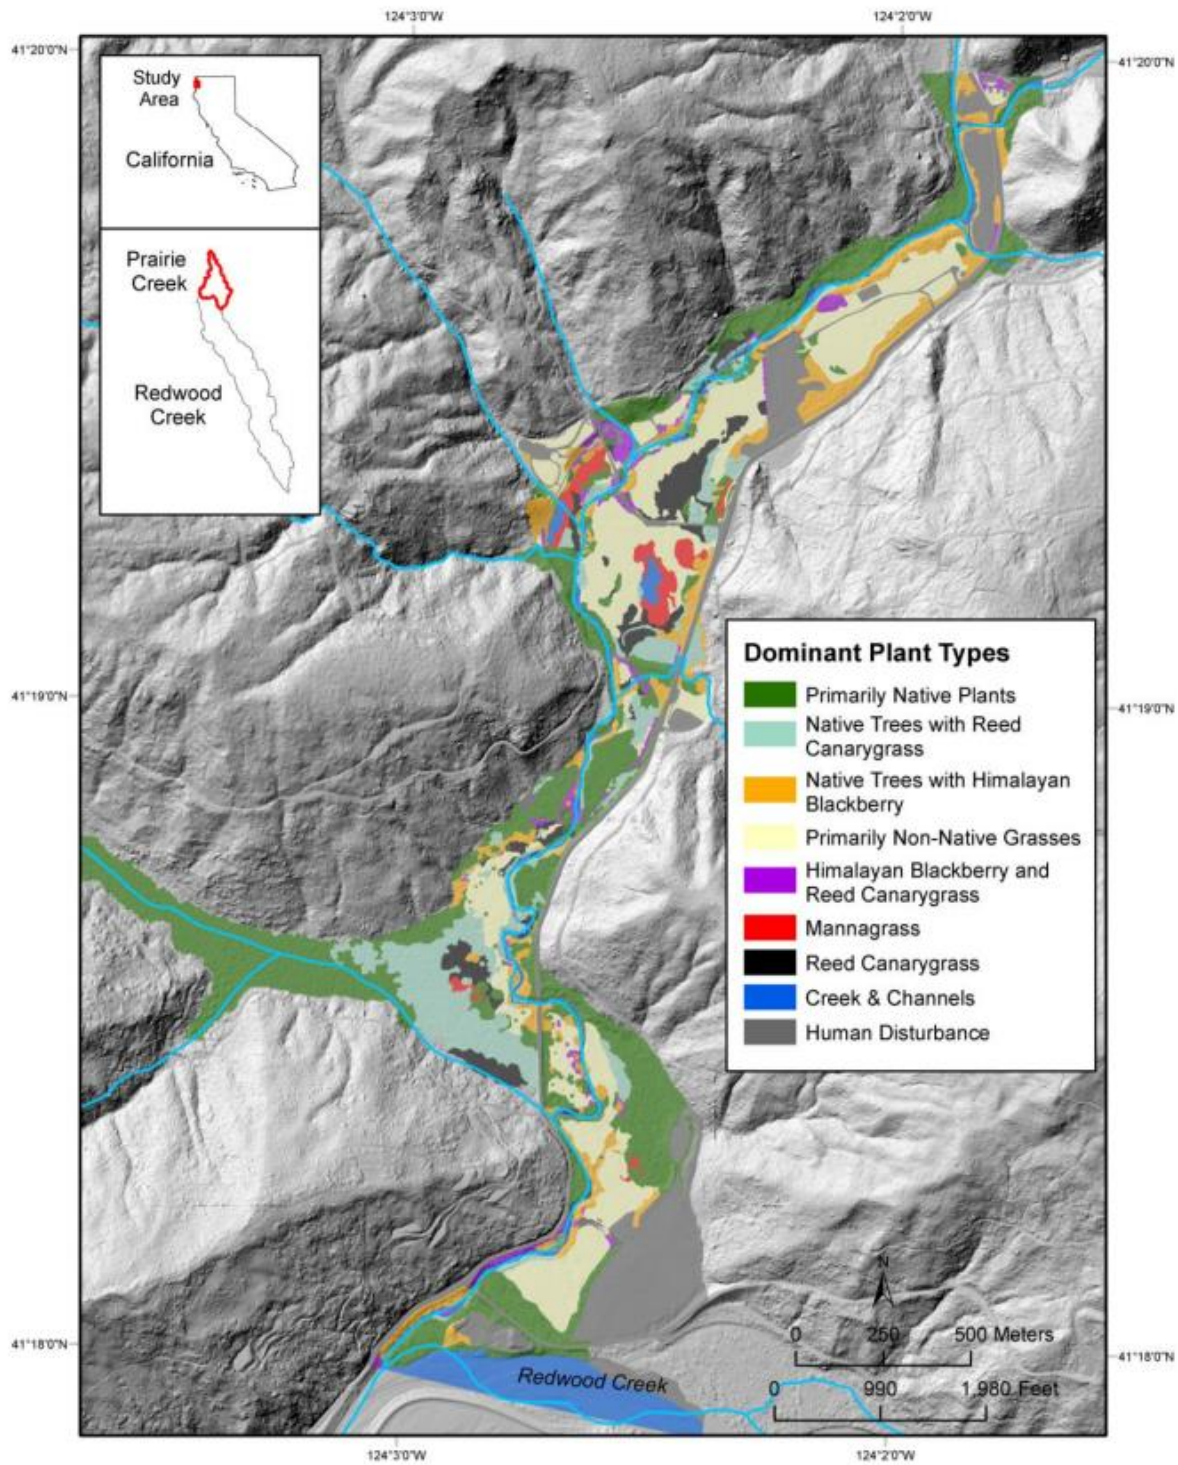 124°3'0"W
124°2'0"W
41°20'0"N
41°20'0"N
Study
Area
California
Prairie
Creek
Redwood
Creek
41°19'0"N
41°19'0"N
Dominant Plant Types
Primarily Native Plants
Native Trees with Reed
Canarygrass
Native Trees with Himalayan
Blackberry
Primarily Non-Native Grasses
Himalayan Blackberry and
Reed Canarygrass
Mannagrass
Reed Canarygrass
Creek & Channels
Human Disturbance
N
0 250 500 Meters
0 990 1,980 Feet
41°18'0"N
41°18'0"N
Redwood Creek
124°3'0"W
124°2'0"W